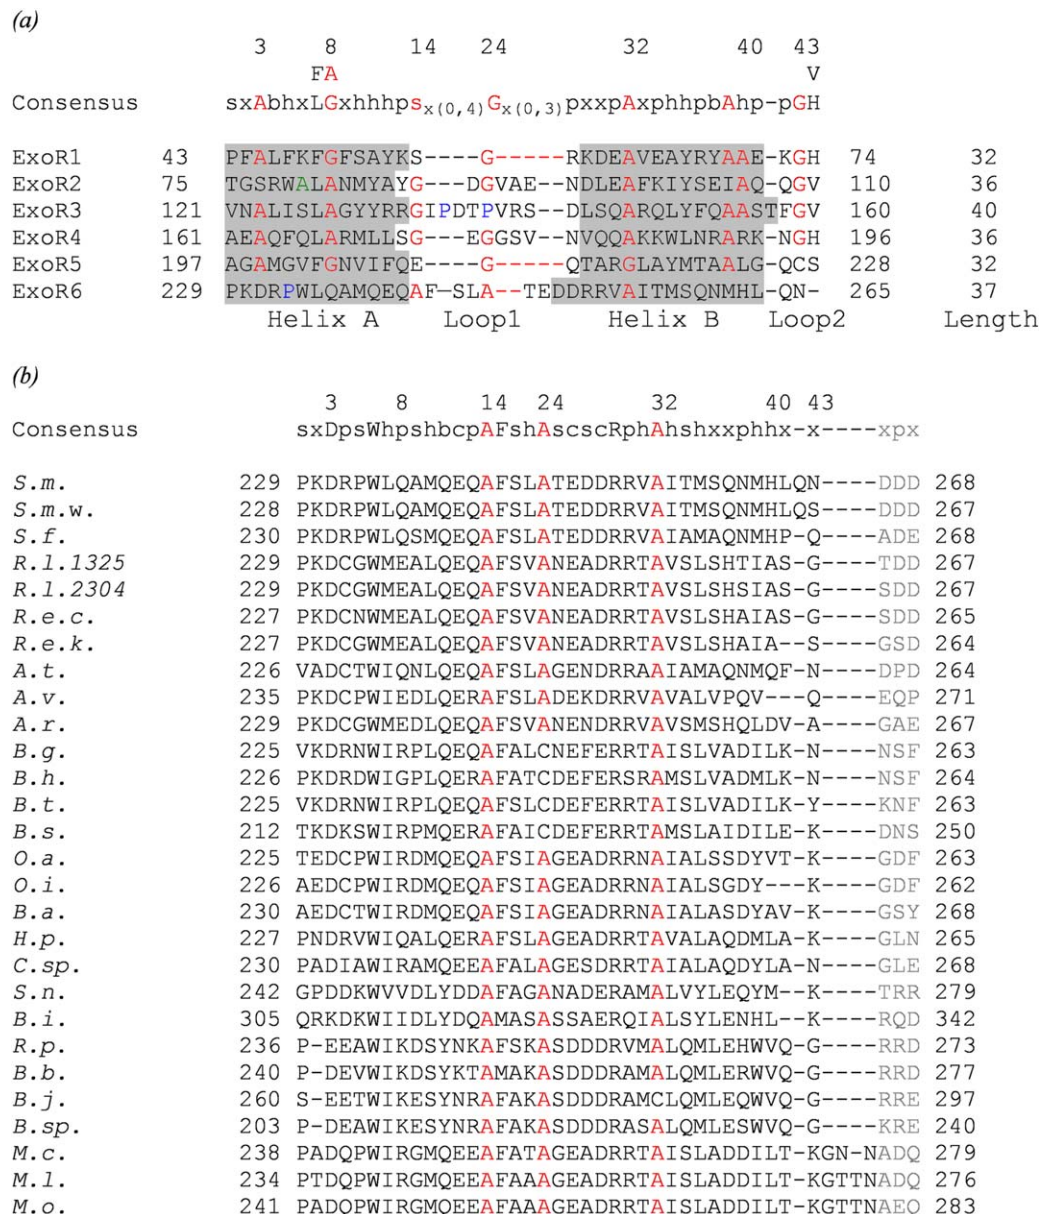 (a)
3 8 14 24 32 40 43
FA V
Consensus sxAbhxLGxhhhpsx(0,4)Gx(0,3)pxxpAxphhpbAhp-pGH
ExoR1 43 PFALFKFGFSAYKS----G-----RKDEAVEAYRYAAE-KGH 74 32
ExoR2 75 TGSRWALANMYAYG---DGVAEN--NDLEAFKIYSEIAQ-QGV 110 36
ExoR3 121 VNALISLAGYYRRGIPDTPVRS--DLSQARQLYFQAASTFGV 160 40
ExoR4 161 AEAQFQLARMLLSG---EGGSV--NVQQAKKWLNRARK-NGH 196 36
ExoR5 197 AGAMGVFGNVIFQE----G-----QTARGLAYMTAALG-QCS 228 32
ExoR6 229 PKDRPWLQAMQEQAF-SLA--TEDDRRVAITMSQNMHL-QN- 265 37
Helix A Loop1 Helix B Loop2 Length
(b)
3 8 14 24 32 40 43
Consensus sxDpsWhpshbcpAFshAscscRphAhshxxphhx-x----xpx
S.m. 229 PKDRPWLQAMQEQAFSLATEDDRRVAITMSQNMHLQN----DDD 268
S.m.w. 228 PKDRPWLQAMQEQAFSLATEDDRRVAITMSQNMHLQS----DDD 267
S.f. 230 PKDRPWLQSMQEQAFSLATEDDRRVAIAMAQNMHP-Q----ADE 268
R.l.1325 229 PKDCGWMEALQEQAFSVANEADRRTAVSLSHTIAS-G----TDD 267
R.l.2304 229 PKDCGWMEALQEQAFSVANEADRRTAVSLSHSIAS-G----SDD 267
R.e.c. 227 PKDCNWMEALQEQAFSVANEADRRTAVSLSHAIAS-G----SDD 265
R.e.k. 227 PKDCGWMEALQEQAFSVANEADRRTAVSLSHAIA--S----GSD 264
A.t. 226 VADCTWIQNLQEQAFSLAGENDRRAAIAMAQNMQF-N----DPD 264
A.v. 235 PKDCPWIEDLQERAFSLADEKDRRVAVALVPQV---Q----EQP 271
A.r. 229 PKDCGWMEDLQEQAFSVANENDRRVAVSMSHQLDV-A----GAE 267
B.g. 225 VKDRNWIRPLQEQAFALCNEFERRTAISLVADILK-N----NSF 263
B.h. 226 PKDRDWIGPLQERAFATCDEFERSRAMSLVADMLK-N----NSF 264
B.t. 225 VKDRNWIRPLQEQAFSLCDEFERRTAISLVADILK-Y----KNF 263
B.s. 212 TKDKSWIRPMQERAFAICDEFERRTAMSLAIDILE-K----DNS 250
O.a. 225 TEDCPWIRDMQEQAFSIAGEADRRNAIALSSDYVT-K----GDF 263
O.i. 226 AEDCPWIRDMQEQAFSIAGEADRRNAIALSGDY---K----GDF 262
B.a. 230 AEDCTWIRDMQEQAFSIAGEADRRNAIALASDYAV-K----GSY 268
H.p. 227 PNDRVWIQALQERAFSLAGEADRRTAVALAQDMLA-K----GLN 265
C.sp. 230 PADIAWIRAMQEEAFALAGESDRRTAIALAQDYLA-N----GLE 268
S.n. 242 GPDDKWVVDLYDDAFAGANADERAMALVYLEQYM--K----TRR 279
B.i. 305 QRKDKWIIDLYDQAMASASSAERQIALSYLENHL--K----RQD 342
R.p. 236 P-EEAWIKDSYNKAFSKASDDDRVMALQMLEHWVQ-G----RRD 273
B.b. 240 P-DEVWIKDSYKTAMAKASDDDRAMALQMLERWVQ-G----RRD 277
B.j. 260 S-EETWIKESYNRAFAKASDDDRAMCLQMLEQWVQ-G----RRE 297
B.sp. 203 P-DEAWIKESYNRAFAKASDDDRASALQMLESWVQ-G----KRE 240
M.c. 238 PADQPWIRGMQEEAFATAGEADRRTAISLADDILT-KGN-NADQ 279
M.l. 234 PTDQPWIRGMQEEAFAAAGEADRRTAISLADDILT-KGTTNADQ 276
M.o. 241 PADQPWIRGMQEEAFAAAGEADRRTAISLADDILT-KGTTNAEQ 283